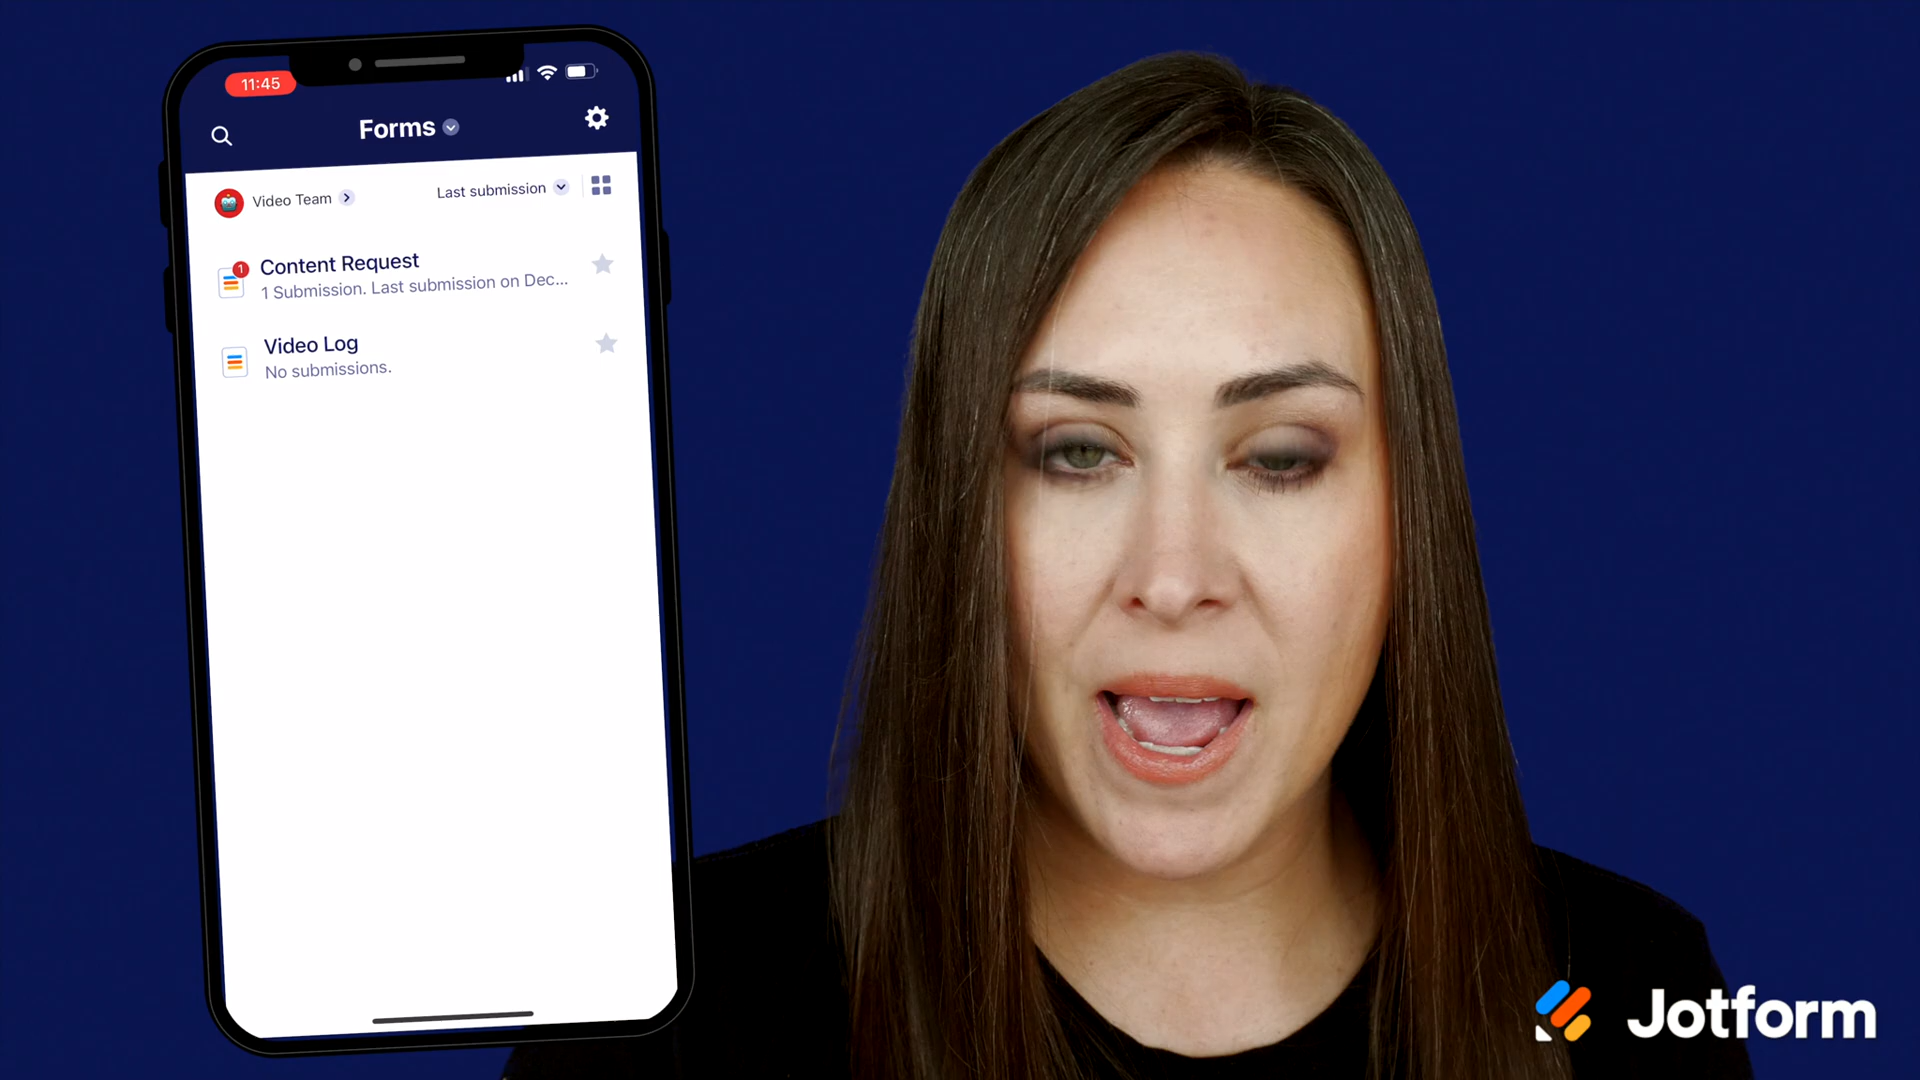 11:45
Forms
Video Team
Last submission
1
Content Request
1 Submission. Last submission on Dec...
Video Log
No submissions.
Jotform